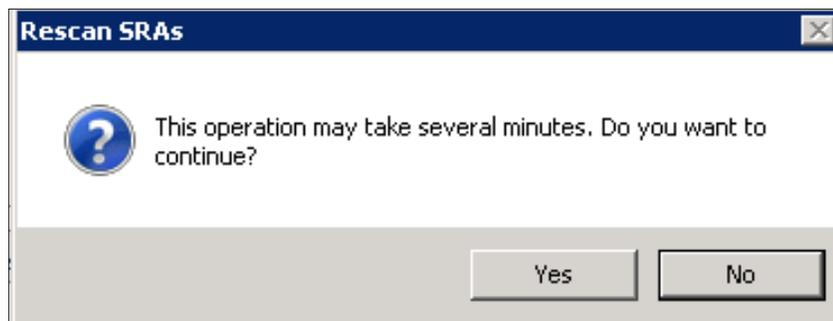 Rescan SRAs
This operation may take several minutes. Do you want to
continue?
Yes No